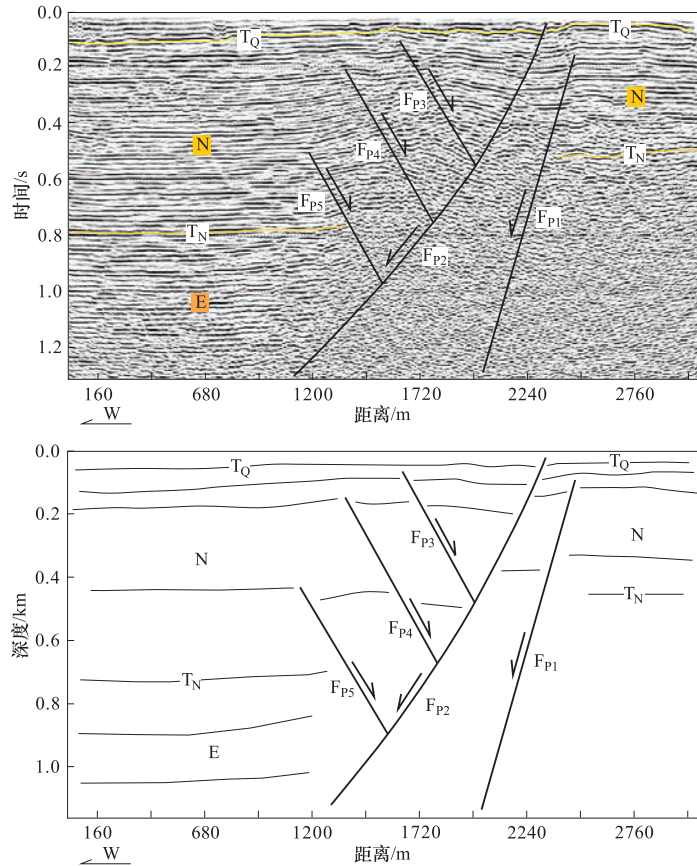 0.0
T_Q
T_Q
0.2
F_P3
N
0.4
N
F_P4
T_N
时间/s
0.6
F_P5
F_P1
0.8
T_N
F_P2
1.0
E
1.2
160 680 1200 1720 2240 2760
W
距离/m
0.0
T_Q
T_Q
0.2
F_P3
N
N
0.4
T_N
深度/km
0.6
F_P4
F_P1
T_N
F_P5
F_P2
0.8
E
1.0
160 680 1200 1720 2240 2760
W
距离/m